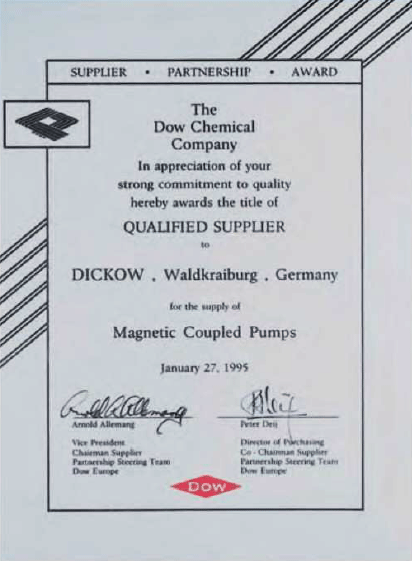 SUPPLIER • PARTNERSHIP • AWARD
The
Dow Chemical
Company
In appreciation of your
strong commitment to quality
hereby awards the title of
QUALIFIED SUPPLIER
to
DICKOW , Waldkraiburg , Germany
for the supply of
Magnetic Coupled Pumps
January 27, 1995
Arnold Allemang
Vice President
Chairman Supplier
Partnership Steering Team
Dow Europe
Peter
Director of Purchasing
Co - Chairman Supplier
Partnership Steering Team
Dow Europe
Dow